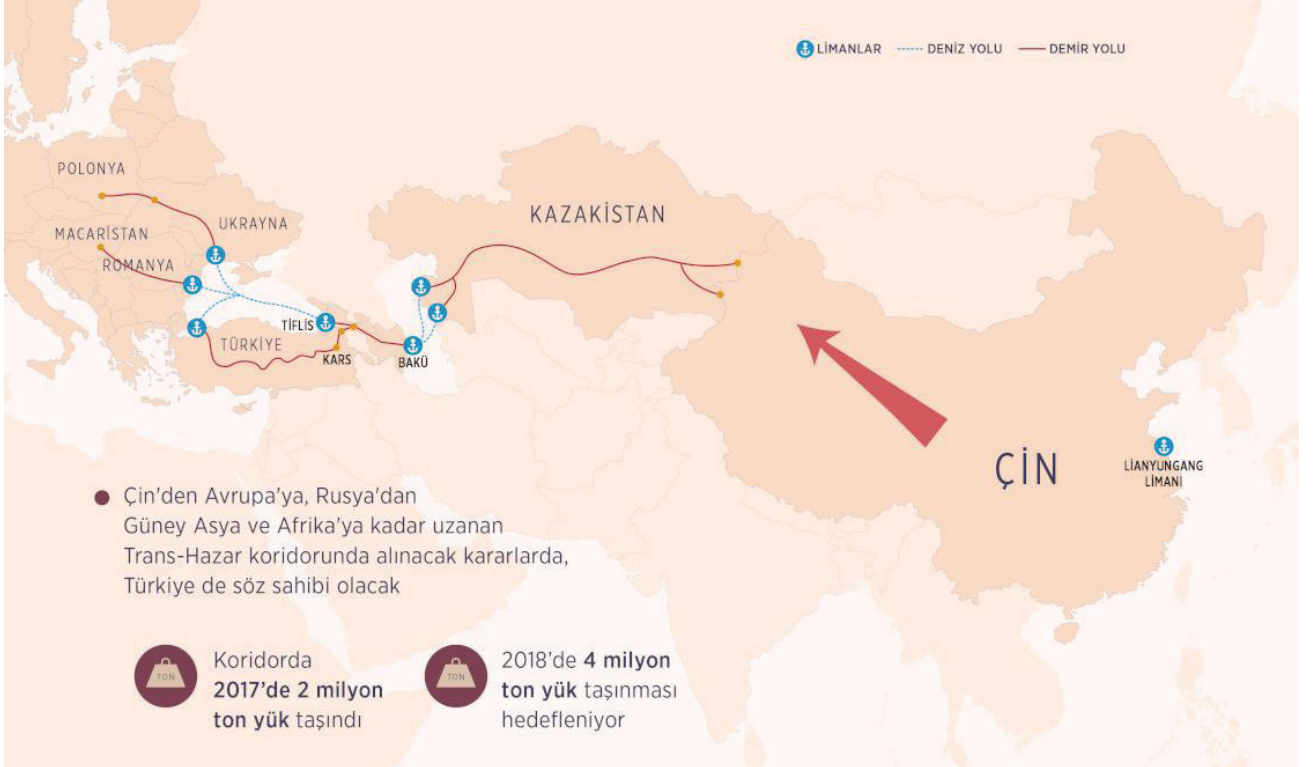 LİMANLAR
DENİZ YOLU
DEMİR YOLU
POLONYA
UKRAYNA
MACARİSTAN
ROMANYA
KAZAKİSTAN
TİFLİS
TÜRKİYE
KARS
BAKÜ
ÇİN
LİANYUNGANG
LİMANI
Çin'den Avrupa'ya, Rusya'dan
Güney Asya ve Afrika'ya kadar uzanan
Trans-Hazar koridorunda alınacak kararlarda,
Türkiye de söz sahibi olacak
TON
Koridorda
2017'de 2 milyon
ton yük taşındı
TON
2018'de 4 milyon
ton yük taşınması
hedefleniyor